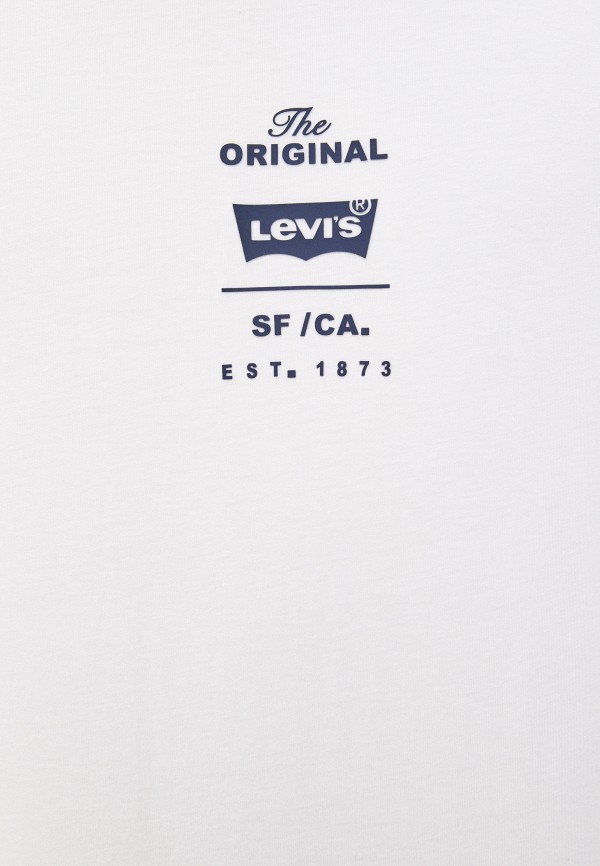 The
ORIGINAL
Levi's®
SF/CA.
EST. 1873